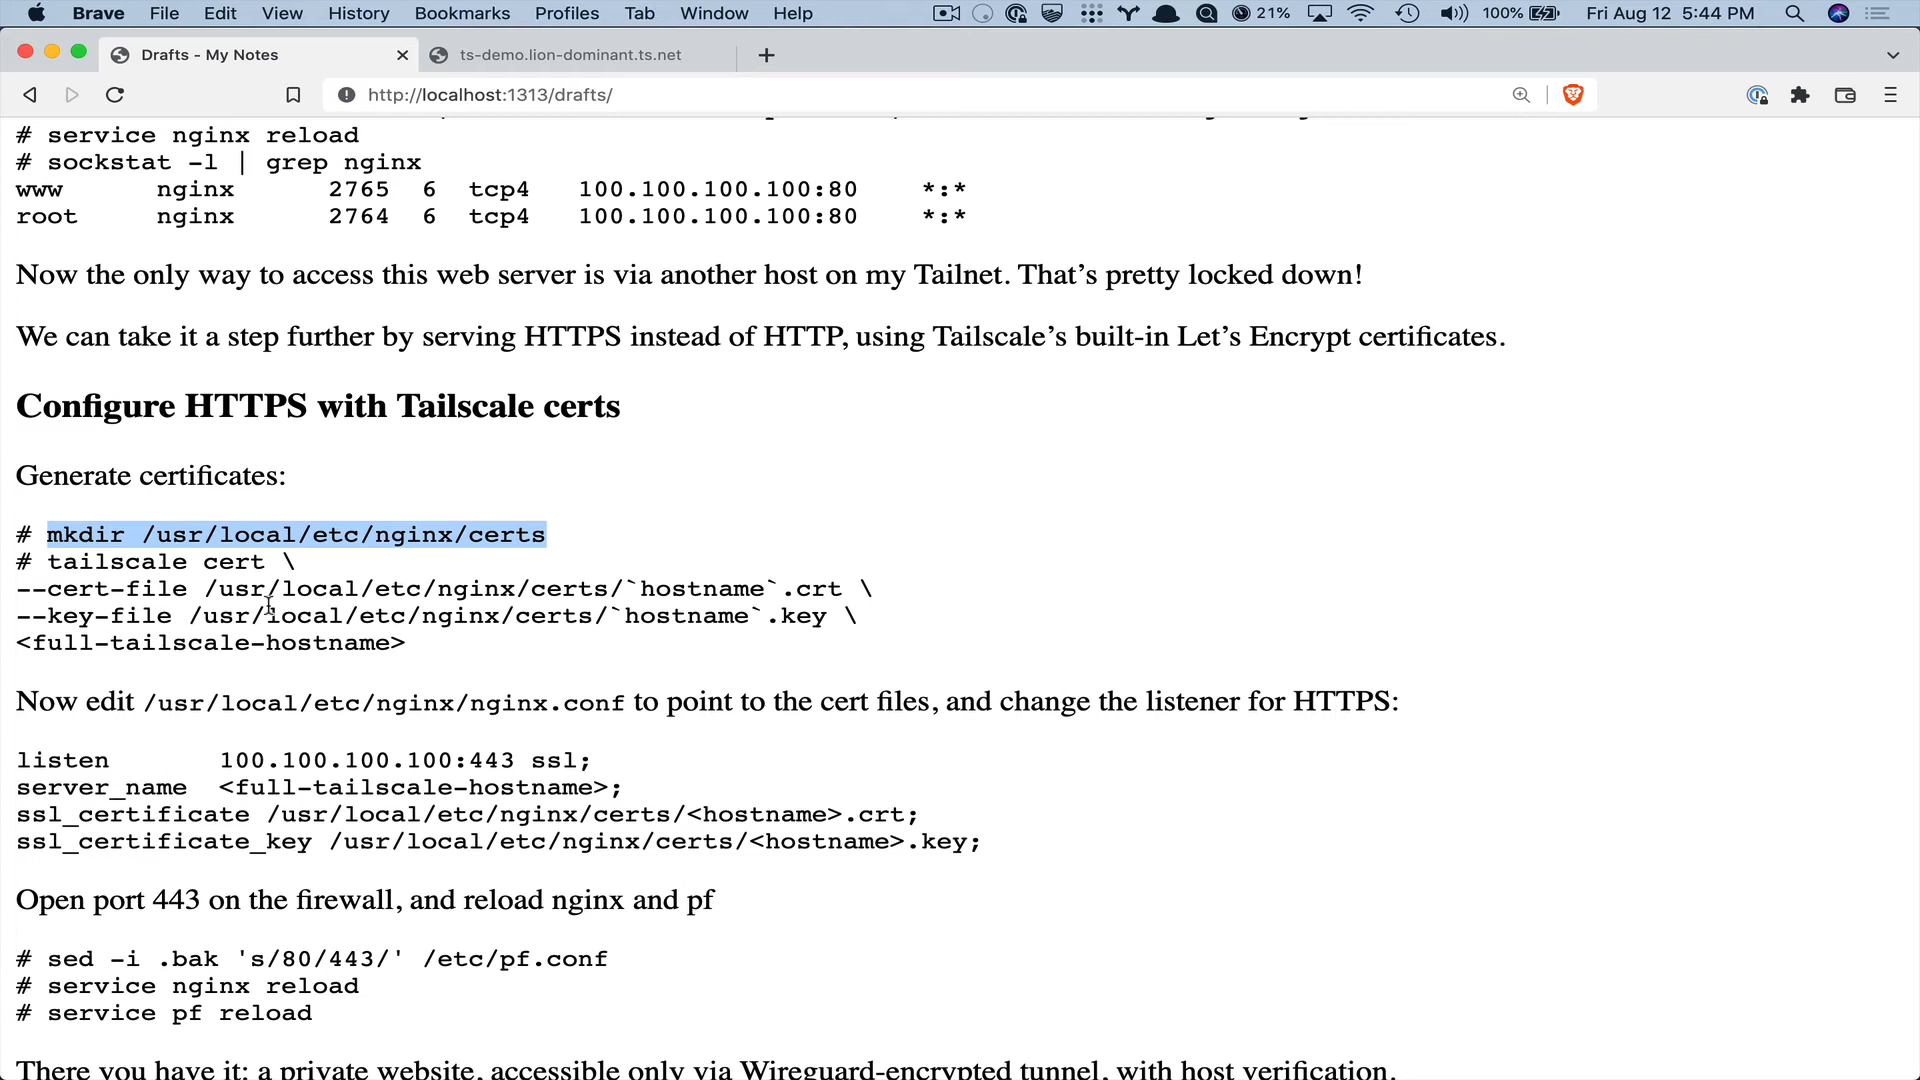 Brave File Edit View History Bookmarks Profiles Tab Window Help 21% 100% Fri Aug 12 5:44 PM
Drafts - My Notes ts-demo.lion-dominant.ts.net
http://localhost:1313/drafts/
# service nginx reload
# sockstat -l | grep nginx
www nginx 2765 6 tcp4 100.100.100.100:80 *:*
root nginx 2764 6 tcp4 100.100.100.100:80 *:*
Now the only way to access this web server is via another host on my Tailnet. That’s pretty locked down!
We can take it a step further by serving HTTPS instead of HTTP, using Tailscale’s built-in Let’s Encrypt certificates.
Configure HTTPS with Tailscale certs
Generate certificates:
# mkdir /usr/local/etc/nginx/certs
# tailscale cert \
--cert-file /usr/local/etc/nginx/certs/`hostname`.crt \
--key-file /usr/local/etc/nginx/certs/`hostname`.key \
<full-tailscale-hostname>
Now edit /usr/local/etc/nginx/nginx.conf to point to the cert files, and change the listener for HTTPS:
listen 100.100.100.100:443 ssl;
server_name <full-tailscale-hostname>;
ssl_certificate /usr/local/etc/nginx/certs/<hostname>.crt;
ssl_certificate_key /usr/local/etc/nginx/certs/<hostname>.key;
Open port 443 on the firewall, and reload nginx and pf
# sed -i .bak 's/80/443/' /etc/pf.conf
# service nginx reload
# service pf reload
There you have it: a private website, accessible only via Wireguard-encrypted tunnel, with host verification.